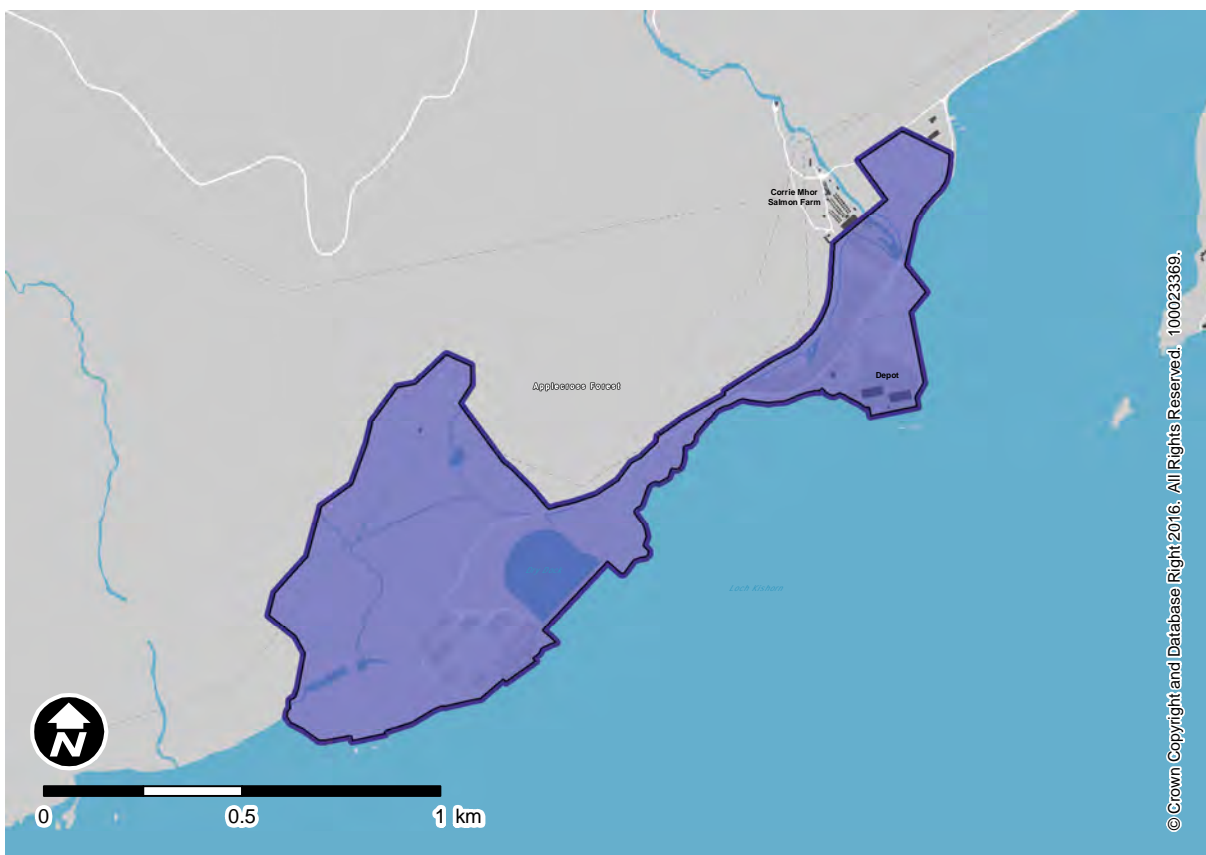 Corrie Mhor
Salmon Farm
Applecross Forest
Depot
Loch Kishorn
N
0
0.5
1 km
© Crown Copyright and Database Right 2016. All Rights Reserved. 100023369.